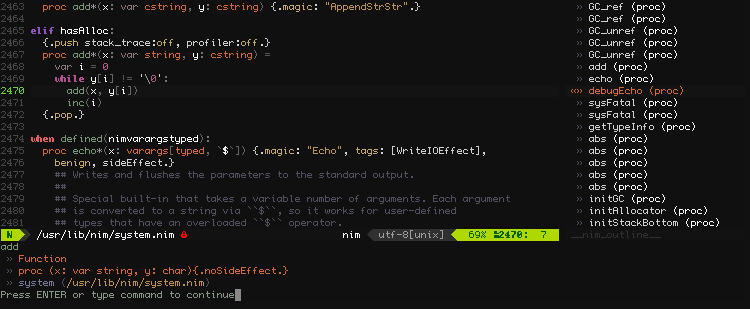 2463   proc add*(x: var cstring, y: cstring) {.magic: "AppendStrStr".}
2464
2465 elif hasAlloc:
2466   {.push stack_trace:off, profiler:off.}
2467   proc add*(x: var string, y: cstring) =
2468     var i = 0
2469     while y[i] != '\0':
2470       add(x, y[i])
2471       inc(i)
2472   {.pop.}
2473
2474 when defined(nimvarargstyped):
2475   proc echo*(x: varargs[typed, `$`]) {.magic: "Echo", tags: [WriteIOEffect],
2476     benign, sideEffect.}
2477     ## Writes and flushes the parameters to the standard output.
2478     ##
2479     ## Special built-in that takes a variable number of arguments. Each argument
2480     ## is converted to a string via ``$``, so it works for user-defined
2481     ## types that have an overloaded ``$`` operator.
N /usr/lib/nim/system.nim nim utf-8[unix] 69% 2470: 7
add
» Function
» proc (x: var string, y: char){.noSideEffect.}
» system (/usr/lib/nim/system.nim)
Press ENTER or type command to continue
» GC_ref (proc)
» GC_ref (proc)
» GC_unref (proc)
» GC_unref (proc)
» GC_unref (proc)
» add (proc)
» echo (proc)
«» debugEcho (proc)
» sysFatal (proc)
» sysFatal (proc)
» getTypeInfo (proc)
» abs (proc)
» abs (proc)
» abs (proc)
» abs (proc)
» abs (proc)
» initGC (proc)
» initAllocator (proc)
» initStackBottom (proc)
__nim_outline__